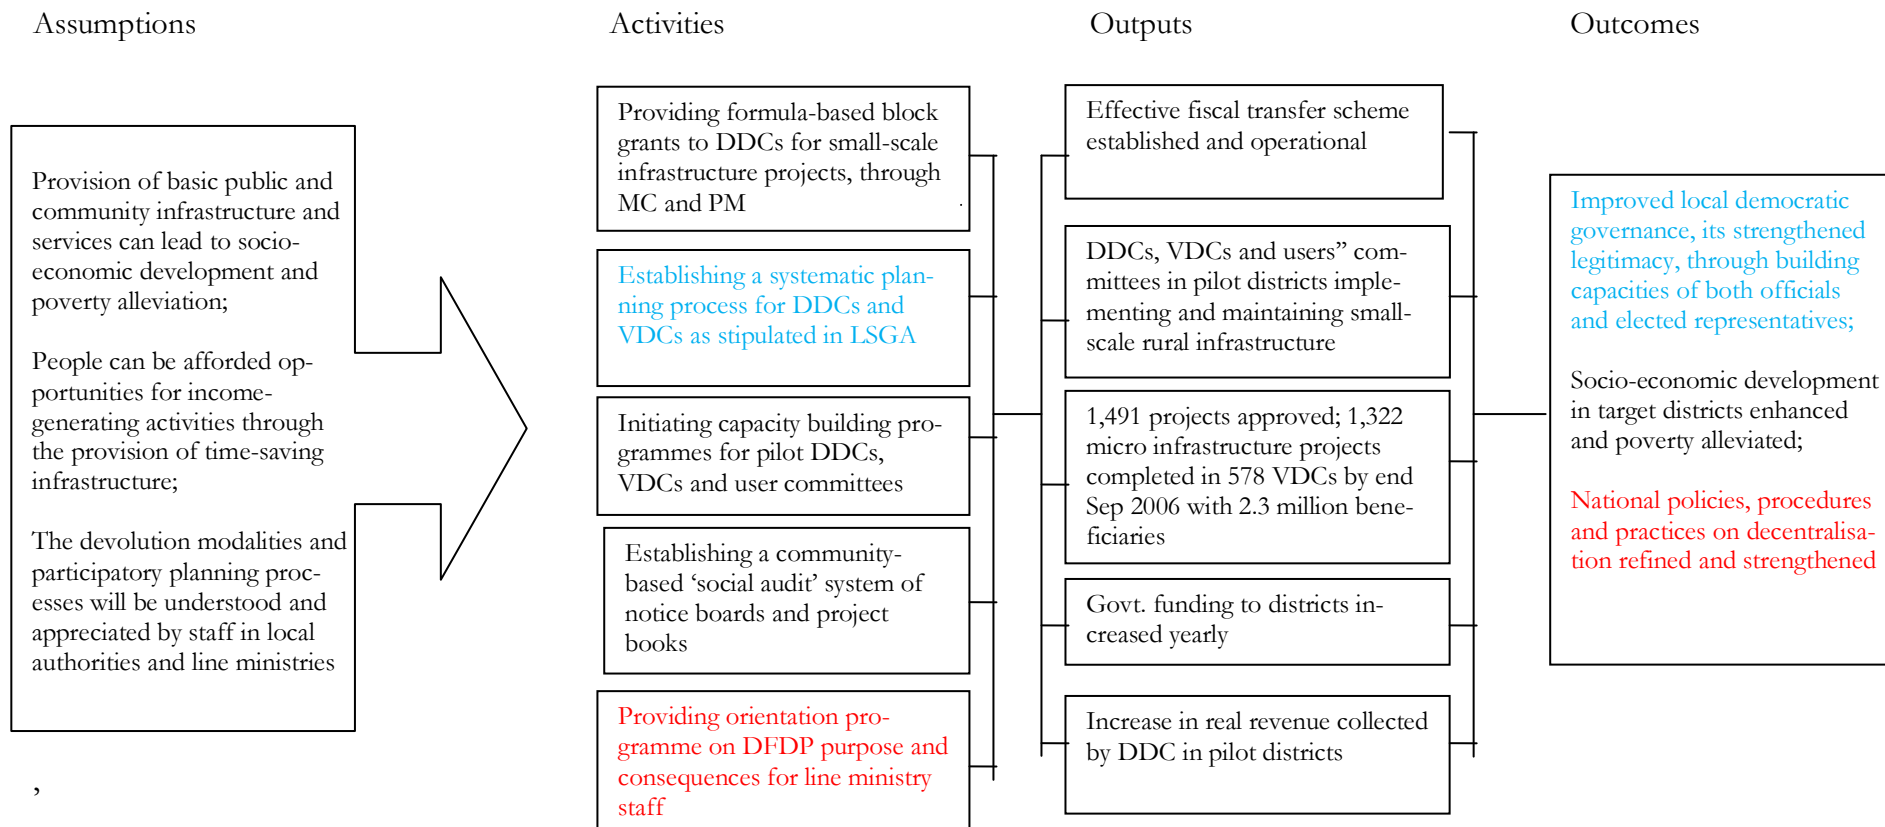 Assumptions
Activities
Outputs
Outcomes
Provision of basic public and
community infrastructure and
services can lead to socio-
economic development and
poverty alleviation;
People can be afforded op-
portunities for income-
generating activities through
the provision of time-saving
infrastructure;
The devolution modalities and
participatory planning proc-
esses will be understood and
appreciated by staff in local
authorities and line ministries
,
Providing formula-based block
grants to DDCs for small-scale
infrastructure projects, through
MC and PM
Establishing a systematic plan-
ning process for DDCs and
VDCs as stipulated in LSGA
Initiating capacity building pro-
grammes for pilot DDCs,
VDCs and user committees
Establishing a community-
based ‘social audit’ system of
notice boards and project
books
Providing orientation pro-
gramme on DFDP purpose and
consequences for line ministry
staff
Effective fiscal transfer scheme
established and operational
DDCs, VDCs and users” com-
mittees in pilot districts imple-
menting and maintaining small-
scale rural infrastructure
1,491 projects approved; 1,322
micro infrastructure projects
completed in 578 VDCs by end
Sep 2006 with 2.3 million bene-
ficiaries
Govt. funding to districts in-
creased yearly
Increase in real revenue collected
by DDC in pilot districts
Improved local democratic
governance, its strengthened
legitimacy, through building
capacities of both officials
and elected representatives;
Socio-economic development
in target districts enhanced
and poverty alleviated;
National policies, procedures
and practices on decentralisa-
tion refined and strengthened